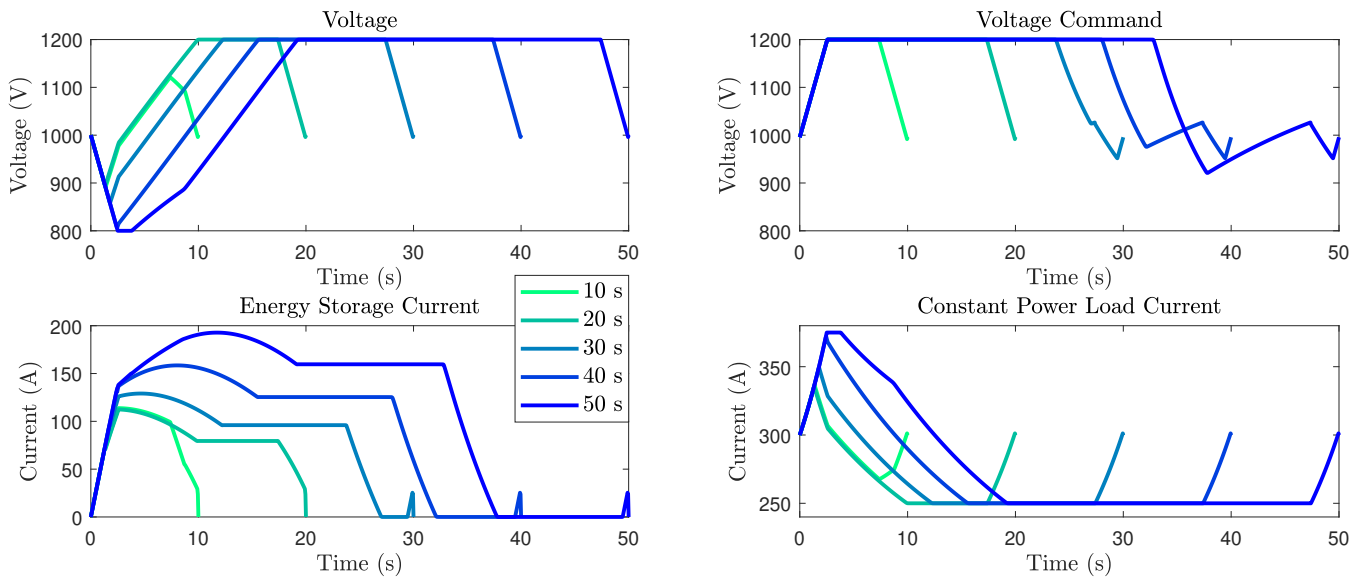 Voltage
Voltage (V)
1200
1100
1000
900
800
0 10 20 30 40 50
Time (s)
Voltage Command
Voltage (V)
1200
1100
1000
900
800
0 10 20 30 40 50
Time (s)
Energy Storage Current
Current (A)
200
150
100
50
0
0 10 20 30 40 50
Time (s)
10 s
20 s
30 s
40 s
50 s
Constant Power Load Current
Current (A)
350
300
250
0 10 20 30 40 50
Time (s)